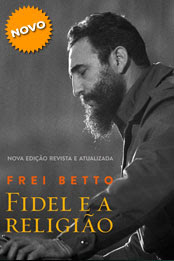 NOVO
NOVA EDIÇÃO REVISTA E ATUALIZADA
FREI BETTO
FIDEL E A
RELIGIÃO